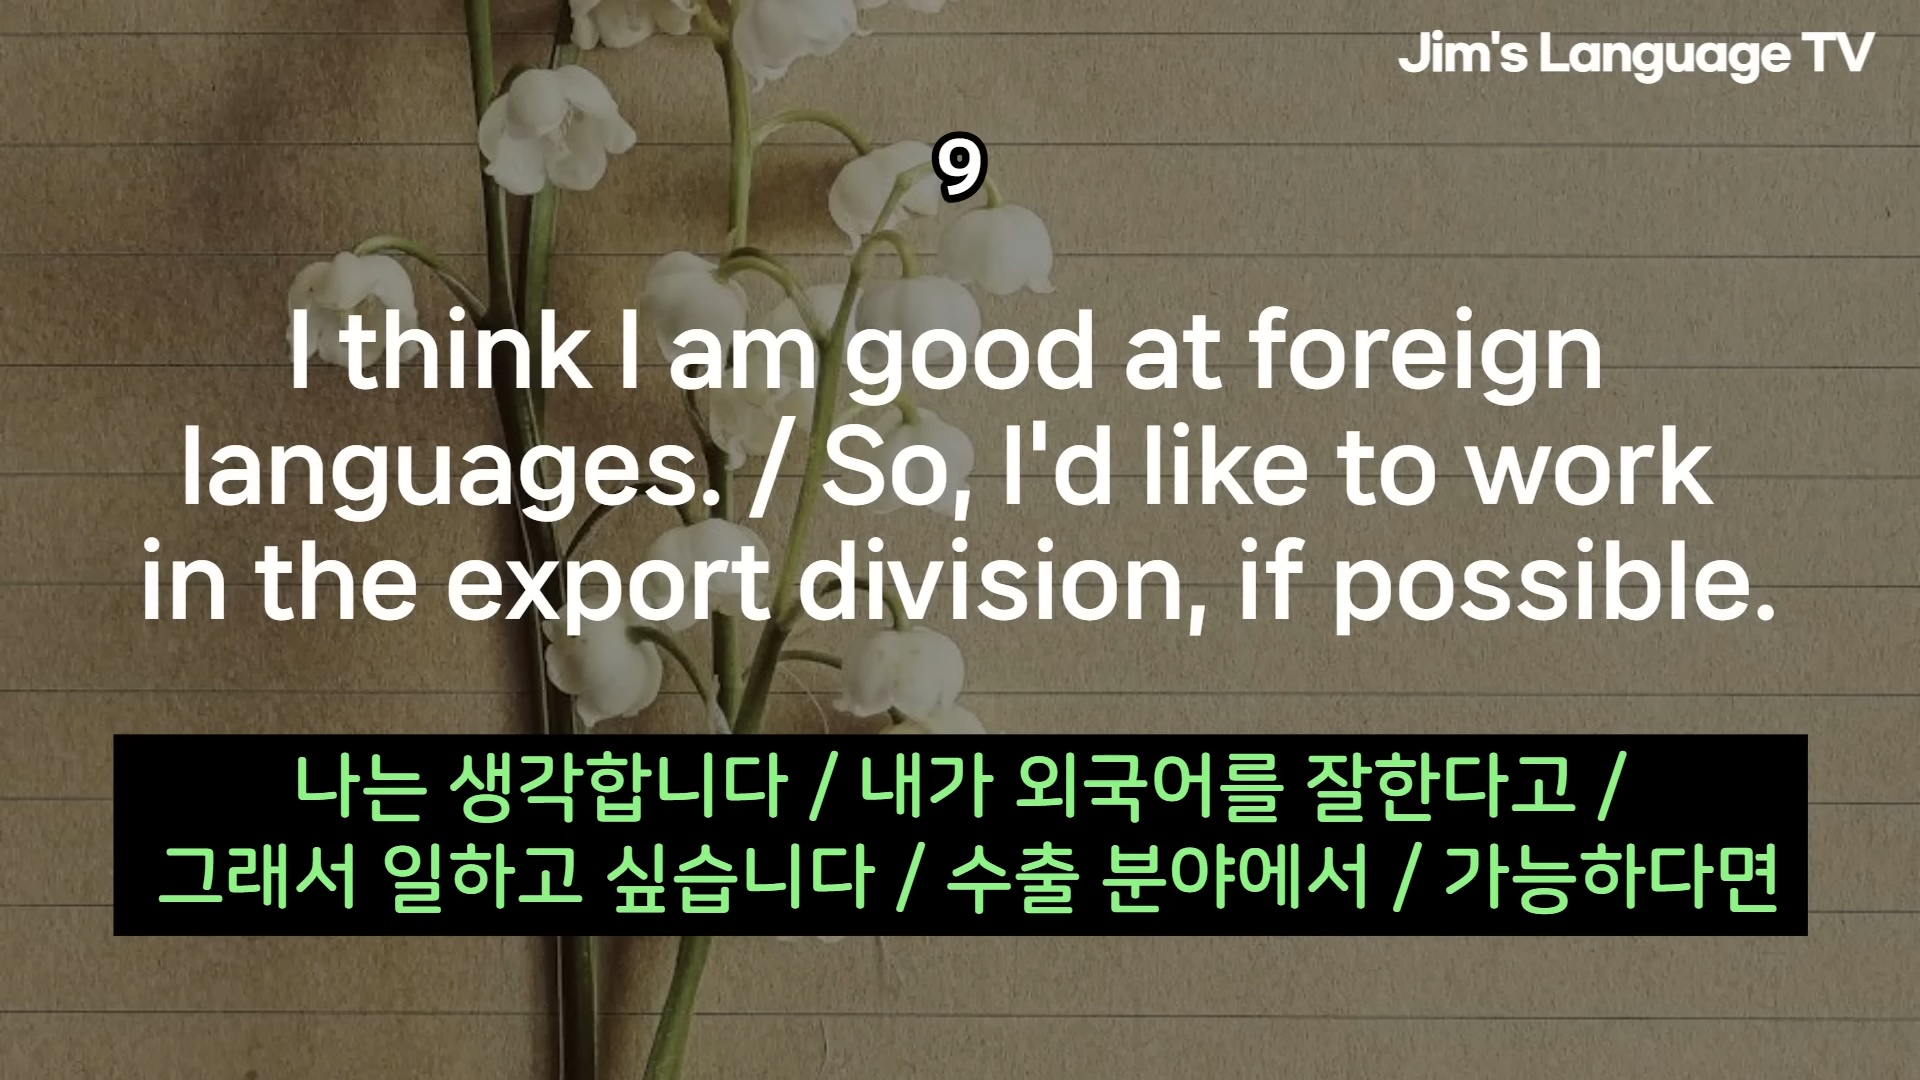 Jim's Language TV
9
I think I am good at foreign
languages. / So, I'd like to work
in the export division, if possible.
나는 생각합니다 / 내가 외국어를 잘한다고 /
그래서 일하고 싶습니다 / 수출 분야에서 / 가능하다면